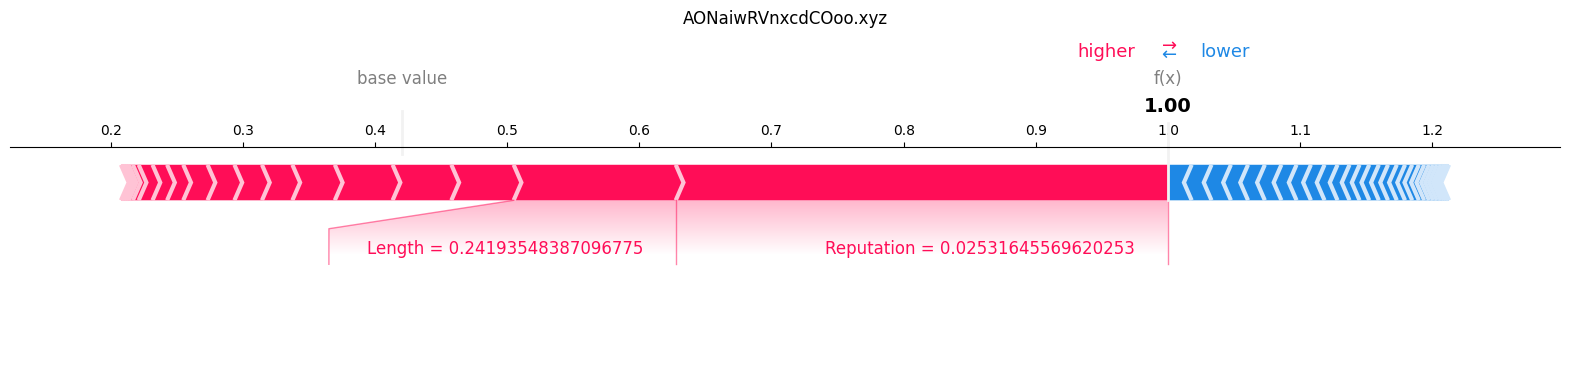 AONaiwRVnxcdCOoo.xyz
higher → ← lower
base value f(x)
1.00
0.2 0.3 0.4 0.5 0.6 0.7 0.8 0.9 1.0 1.1 1.2
Length = 0.24193548387096775 Reputation = 0.02531645569620253